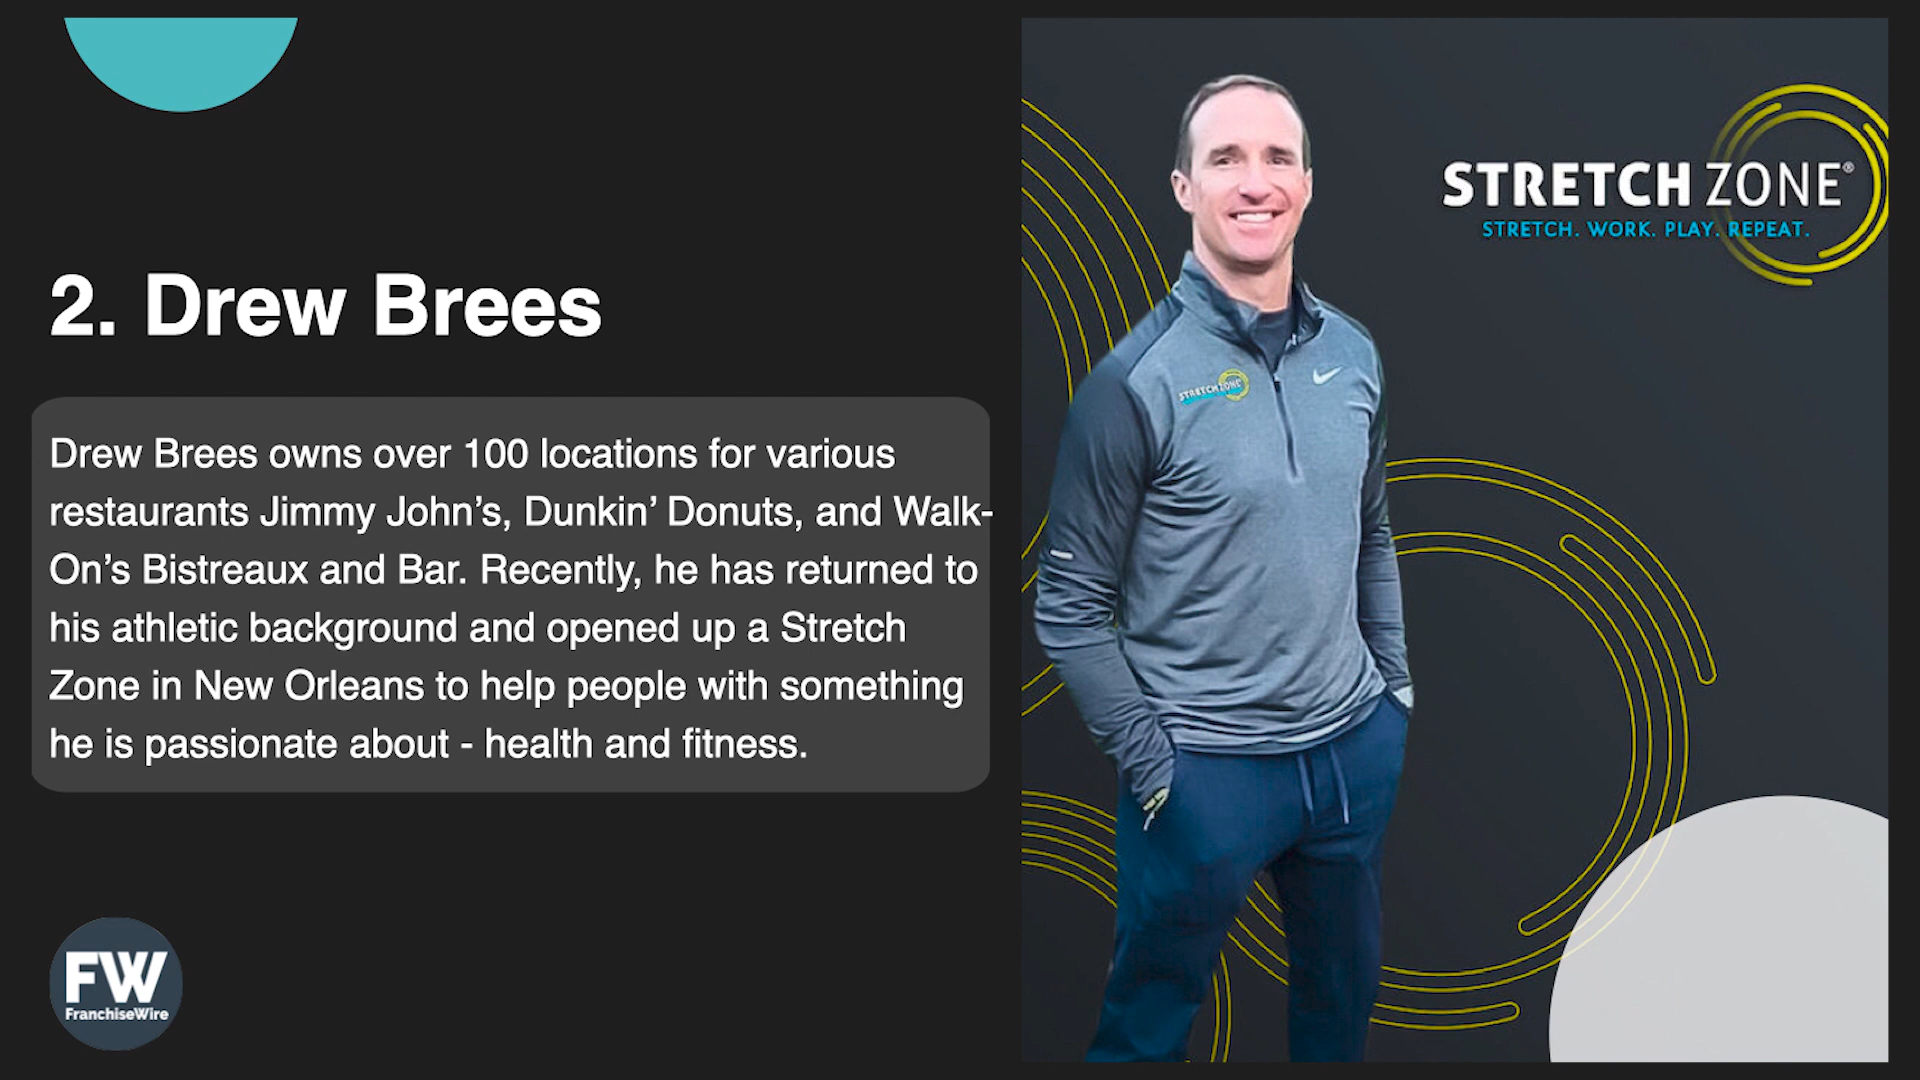 2. Drew Brees
Drew Brees owns over 100 locations for various
restaurants Jimmy John’s, Dunkin’ Donuts, and Walk-
On’s Bistreaux and Bar. Recently, he has returned to
his athletic background and opened up a Stretch
Zone in New Orleans to help people with something
he is passionate about - health and fitness.
FW
FranchiseWire
STRETCH ZONE®
STRETCH. WORK. PLAY. REPEAT.
STRETCH ZONE